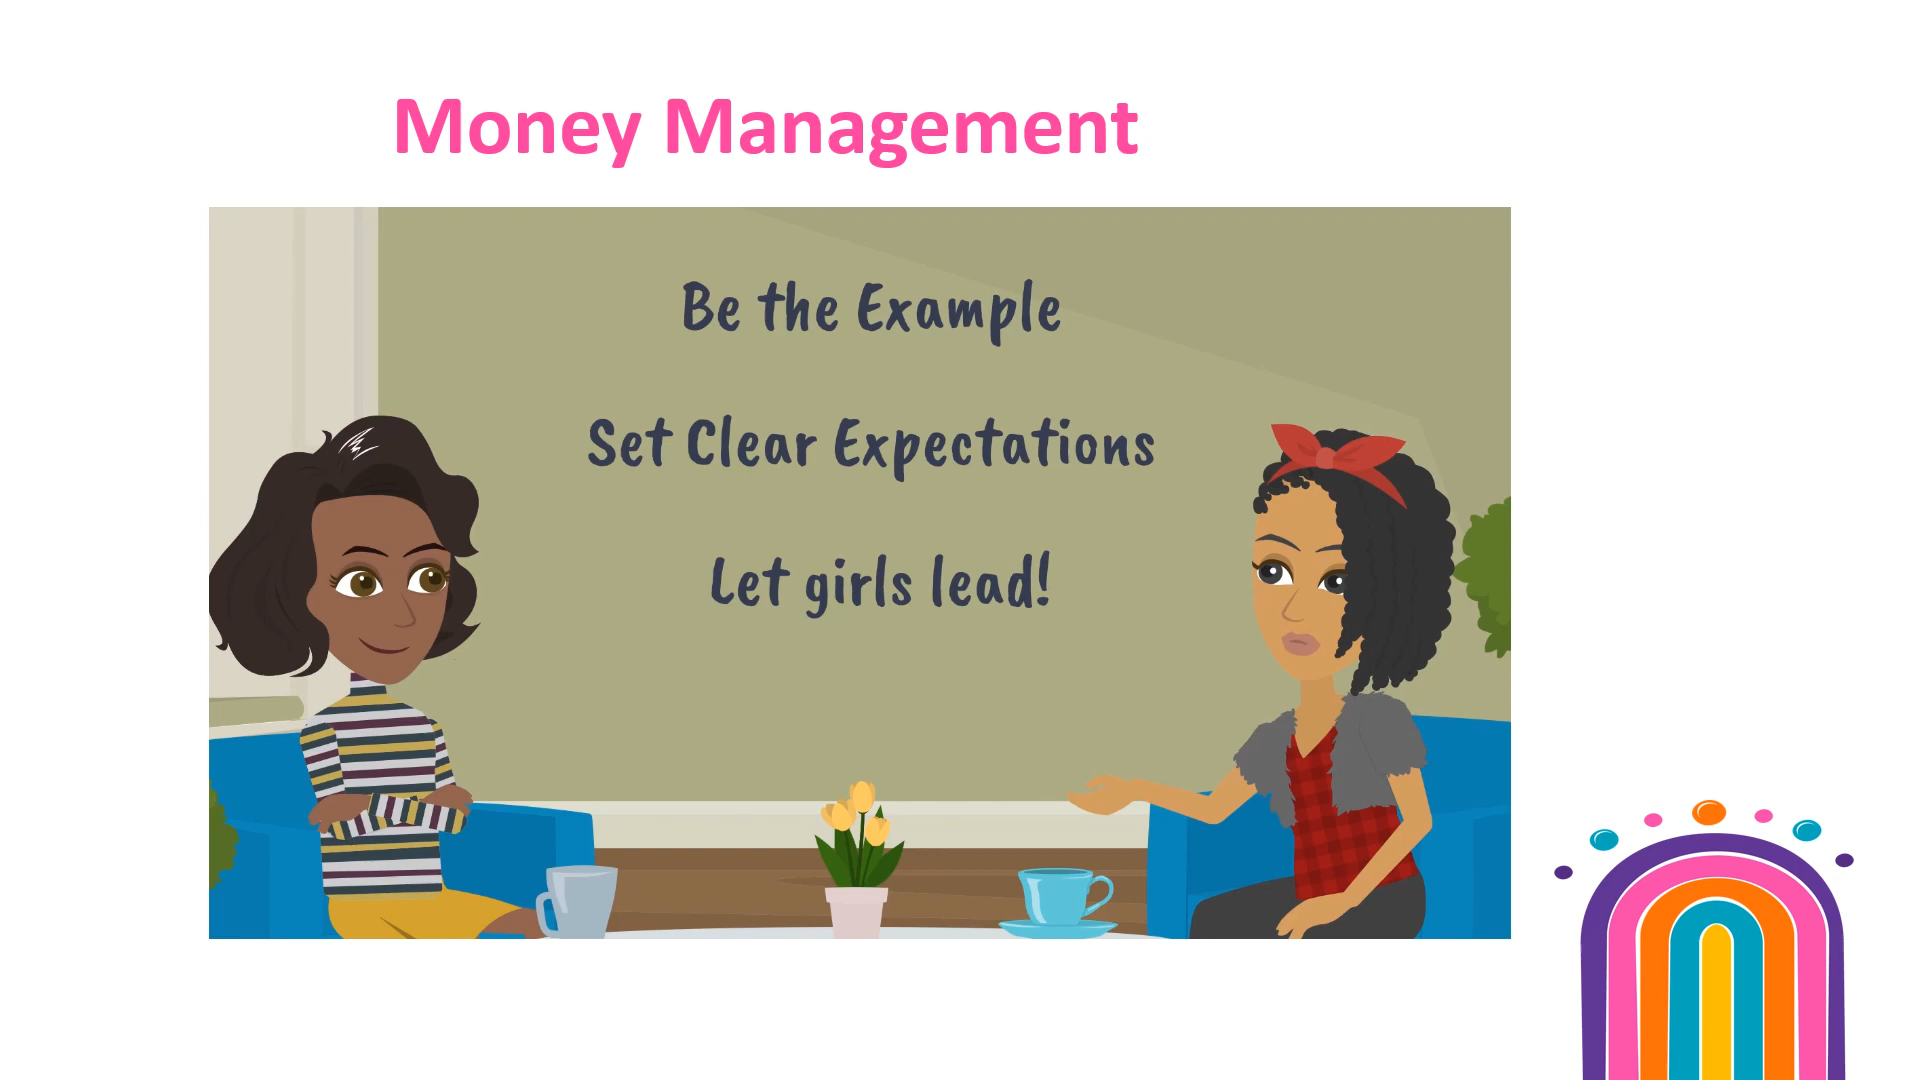 Money Management
Be the Example
Set Clear Expectations
Let girls lead!